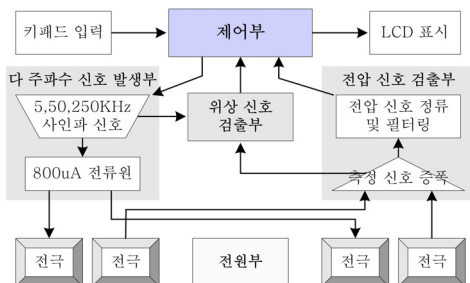 키패드 입력
제어부
LCD 표시
다 주파수 신호 발생부
전압 신호 검출부
5,50,250KHz
사인파 신호
위상 신호
검출부
전압 신호 정류
및 필터링
800uA 전류원
측정 신호 증폭
전극
전극
전원부
전극
전극